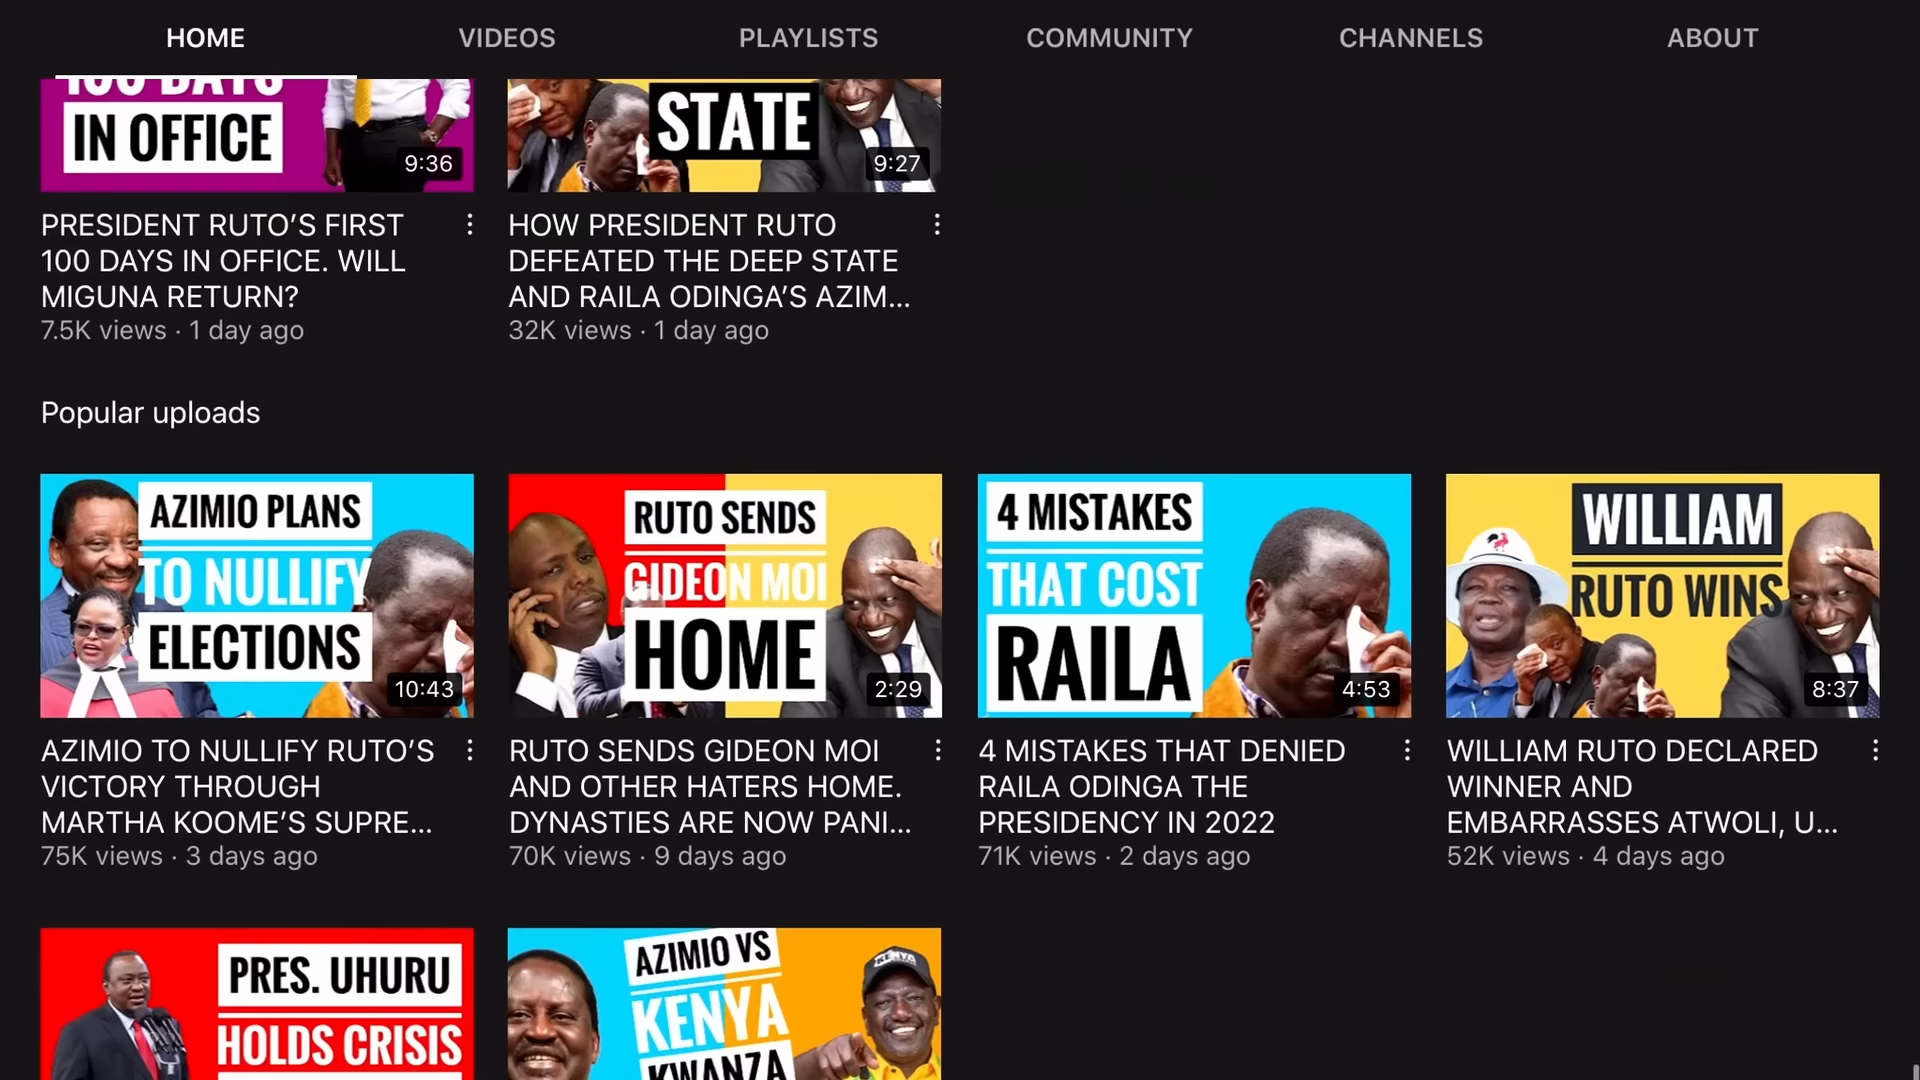 HOME
VIDEOS
PLAYLISTS
COMMUNITY
CHANNELS
ABOUT
100 DAYS
IN OFFICE
9:36
STATE
9:27
PRESIDENT RUTO’S FIRST
100 DAYS IN OFFICE. WILL
MIGUNA RETURN?
7.5K views · 1 day ago
HOW PRESIDENT RUTO
DEFEATED THE DEEP STATE
AND RAILA ODINGA’S AZIM...
32K views · 1 day ago
Popular uploads
AZIMIO PLANS
TO NULLIFY
ELECTIONS
10:43
RUTO SENDS
GIDEON MOI
HOME
2:29
4 MISTAKES
THAT COST
RAILA
4:53
WILLIAM
RUTO WINS
8:37
AZIMIO TO NULLIFY RUTO’S
VICTORY THROUGH
MARTHA KOOME’S SUPRE...
75K views · 3 days ago
RUTO SENDS GIDEON MOI
AND OTHER HATERS HOME.
DYNASTIES ARE NOW PANI...
70K views · 9 days ago
4 MISTAKES THAT DENIED
RAILA ODINGA THE
PRESIDENCY IN 2022
71K views · 2 days ago
WILLIAM RUTO DECLARED
WINNER AND
EMBARRASSES ATWOLI, U...
52K views · 4 days ago
PRES. UHURU
HOLDS CRISIS
AZIMIO VS
KENYA
KWANZA